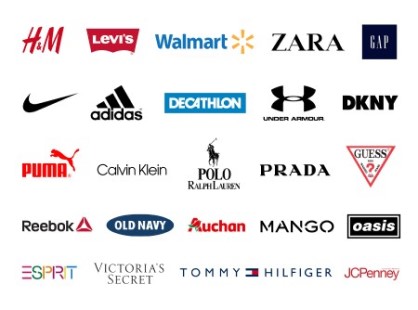 H&M
LEVI'S
Walmart
ZARA
GAP
adidas
DECATHLON
UNDER ARMOUR
DKNY
PUMA
Calvin Klein
POLO
RALPH LAUREN
PRADA
GUESS
?
Reebok
OLD NAVY
Auchan
MANGO
oasis
ESPRIT
VICTORIA'S
SECRET
TOMMY HILFIGER
JCPenney